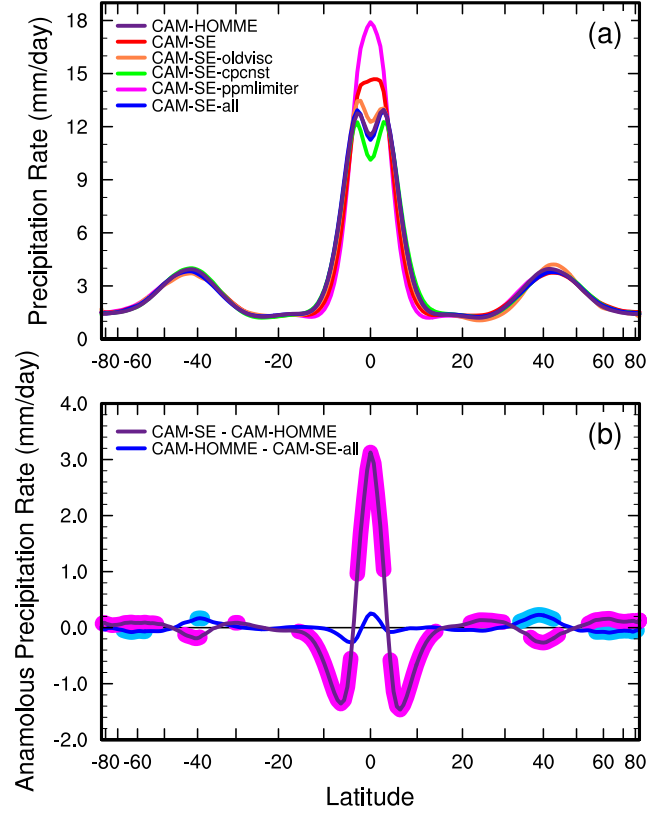 (a)
CAM-HOMME
CAM-SE
CAM-SE-oldvisc
CAM-SE-cpcnst
CAM-SE-ppmlimiter
CAM-SE-all
Precipitation Rate (mm/day)
18
15
12
9
6
3
0
-80 -60 -40 -20 0 20 40 60 80
(b)
CAM-SE - CAM-HOMME
CAM-HOMME - CAM-SE-all
Anamolous Precipitation Rate (mm/day)
4.0
3.0
2.0
1.0
0.0
-1.0
-2.0
-80 -60 -40 -20 0 20 40 60 80
Latitude